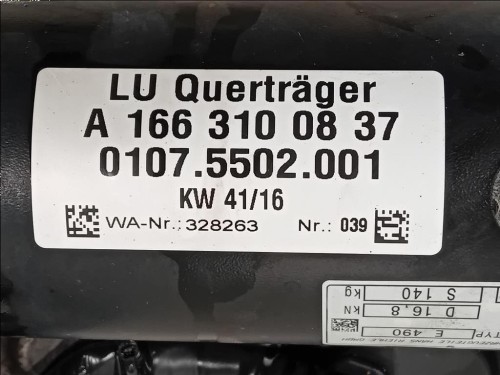 LU Querträger
A 166 310 08 37
0107.5502.001
KW 41/16
WA-Nr.: 328263 Nr.: 039
S 140
kg
D 16,8
kN
E 490
TYP